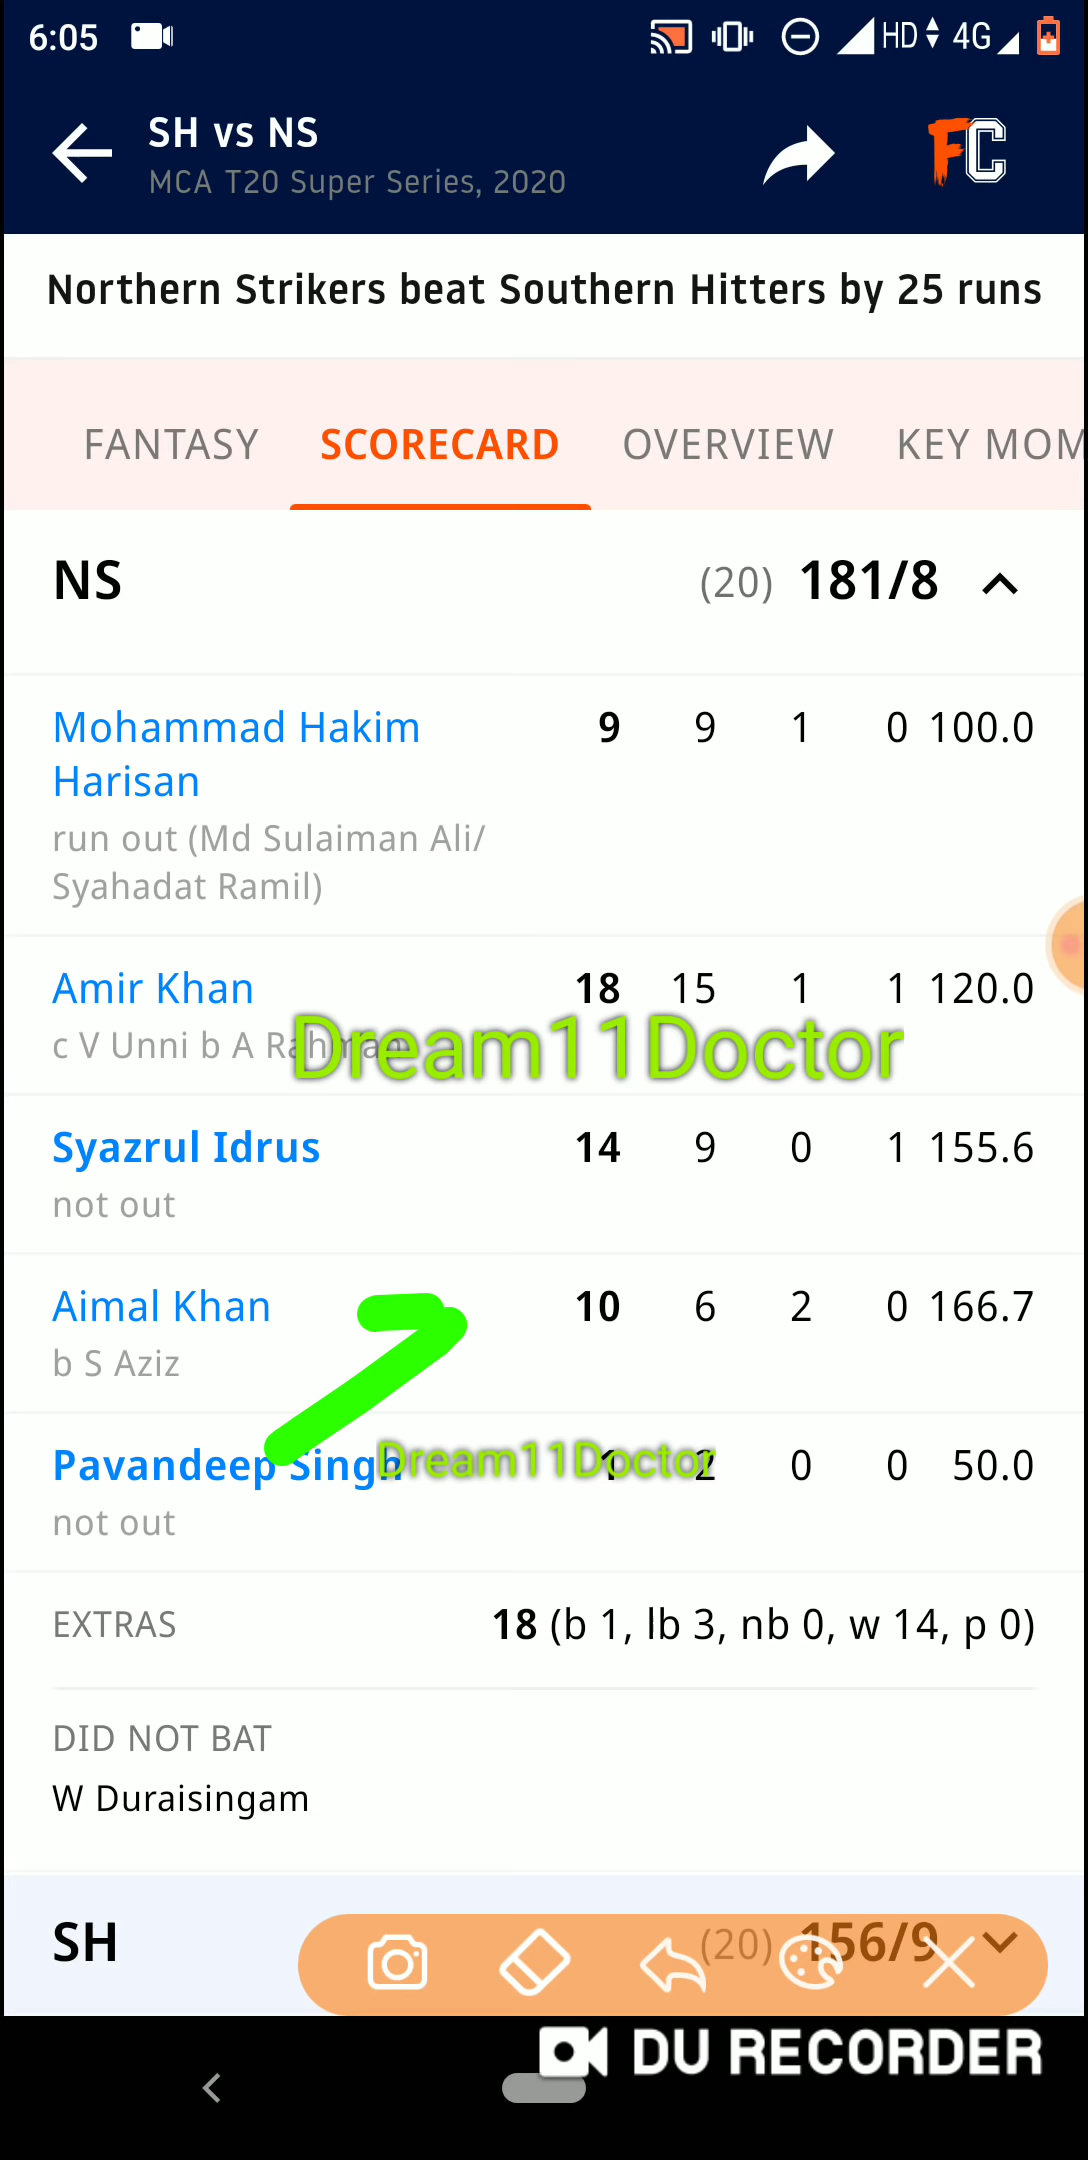 6:05 HD 4G
SH vs NS
MCA T20 Super Series, 2020
FC
Northern Strikers beat Southern Hitters by 25 runs
FANTASY SCORECARD OVERVIEW KEY MOM
NS (20) 181/8
Mohammad Hakim 9 9 1 0 100.0
Harisan
run out (Md Sulaiman Ali/
Syahadat Ramil)
Amir Khan 18 15 1 1 120.0
c V Unni b A Rahman
Dream11Doctor
Syazrul Idrus 14 9 0 1 155.6
not out
Aimal Khan 10 6 2 0 166.7
b S Aziz
Pavandeep Singh 1 2 0 0 50.0
Dream11Doctor
not out
EXTRAS 18 (b 1, lb 3, nb 0, w 14, p 0)
DID NOT BAT
W Duraisingam
SH (20) 156/9
DU RECORDER